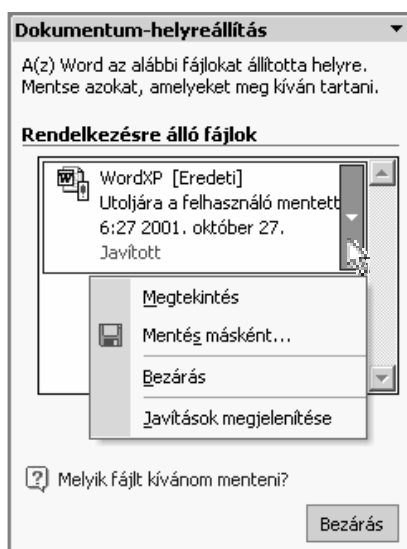 Dokumentum-helyreállítás
A(z) Word az alábbi fájlokat állította helyre.
Mentse azokat, amelyeket meg kíván tartani.
Rendelkezésre álló fájlok
WordXP [Eredeti]
Utoljára a felhasználó mentett
6:27 2001. október 27.
Javított
Megtekintés
Mentés másként...
Bezárás
Javítások megjelenítése
Melyik fájlt kívánom menteni?
Bezárás